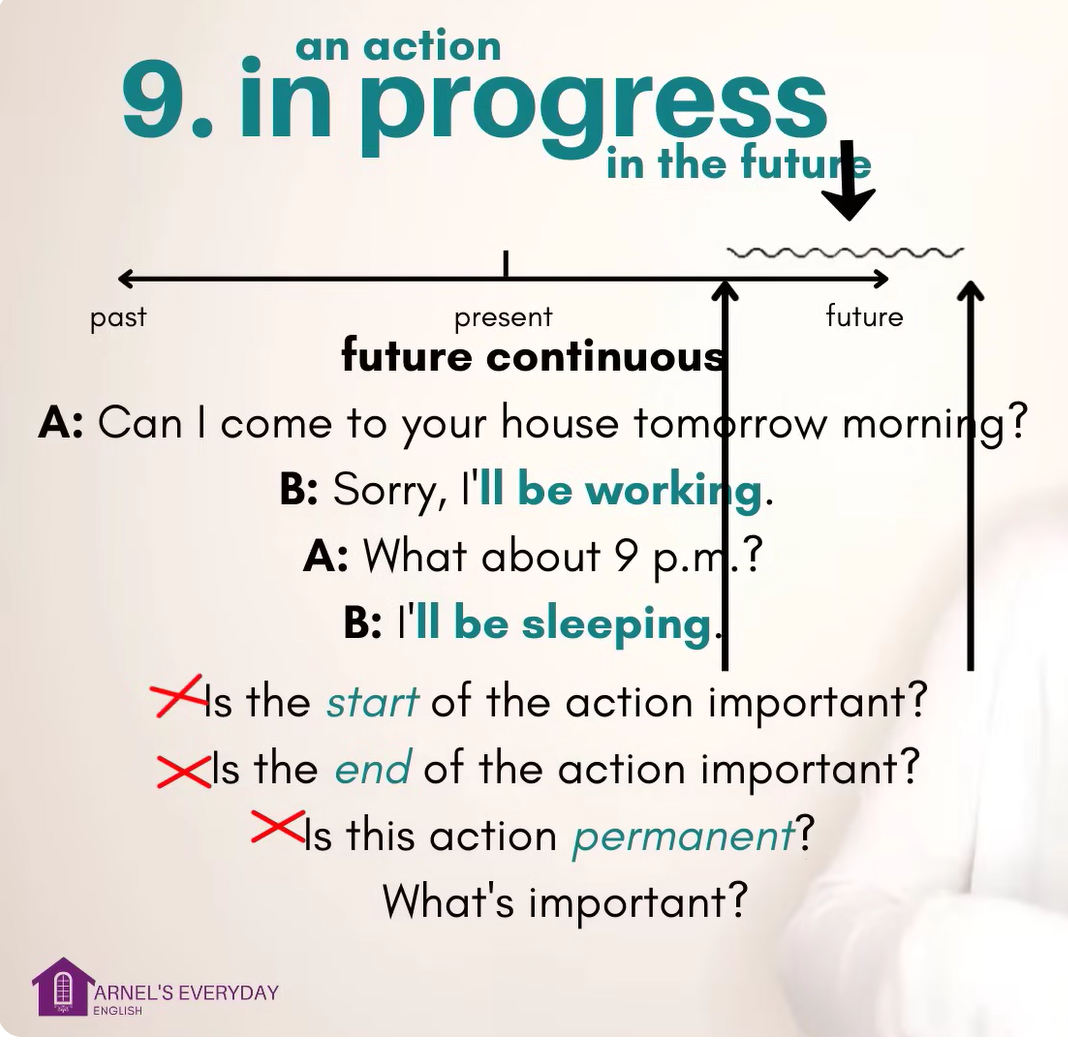 an action
9. in progress
in the future
past present future
future continuous
A: Can I come to your house tomorrow morning?
B: Sorry, I'll be working.
A: What about 9 p.m.?
B: I'll be sleeping.
Is the start of the action important?
Is the end of the action important?
Is this action permanent?
What's important?
ARNEL'S EVERYDAY
ENGLISH